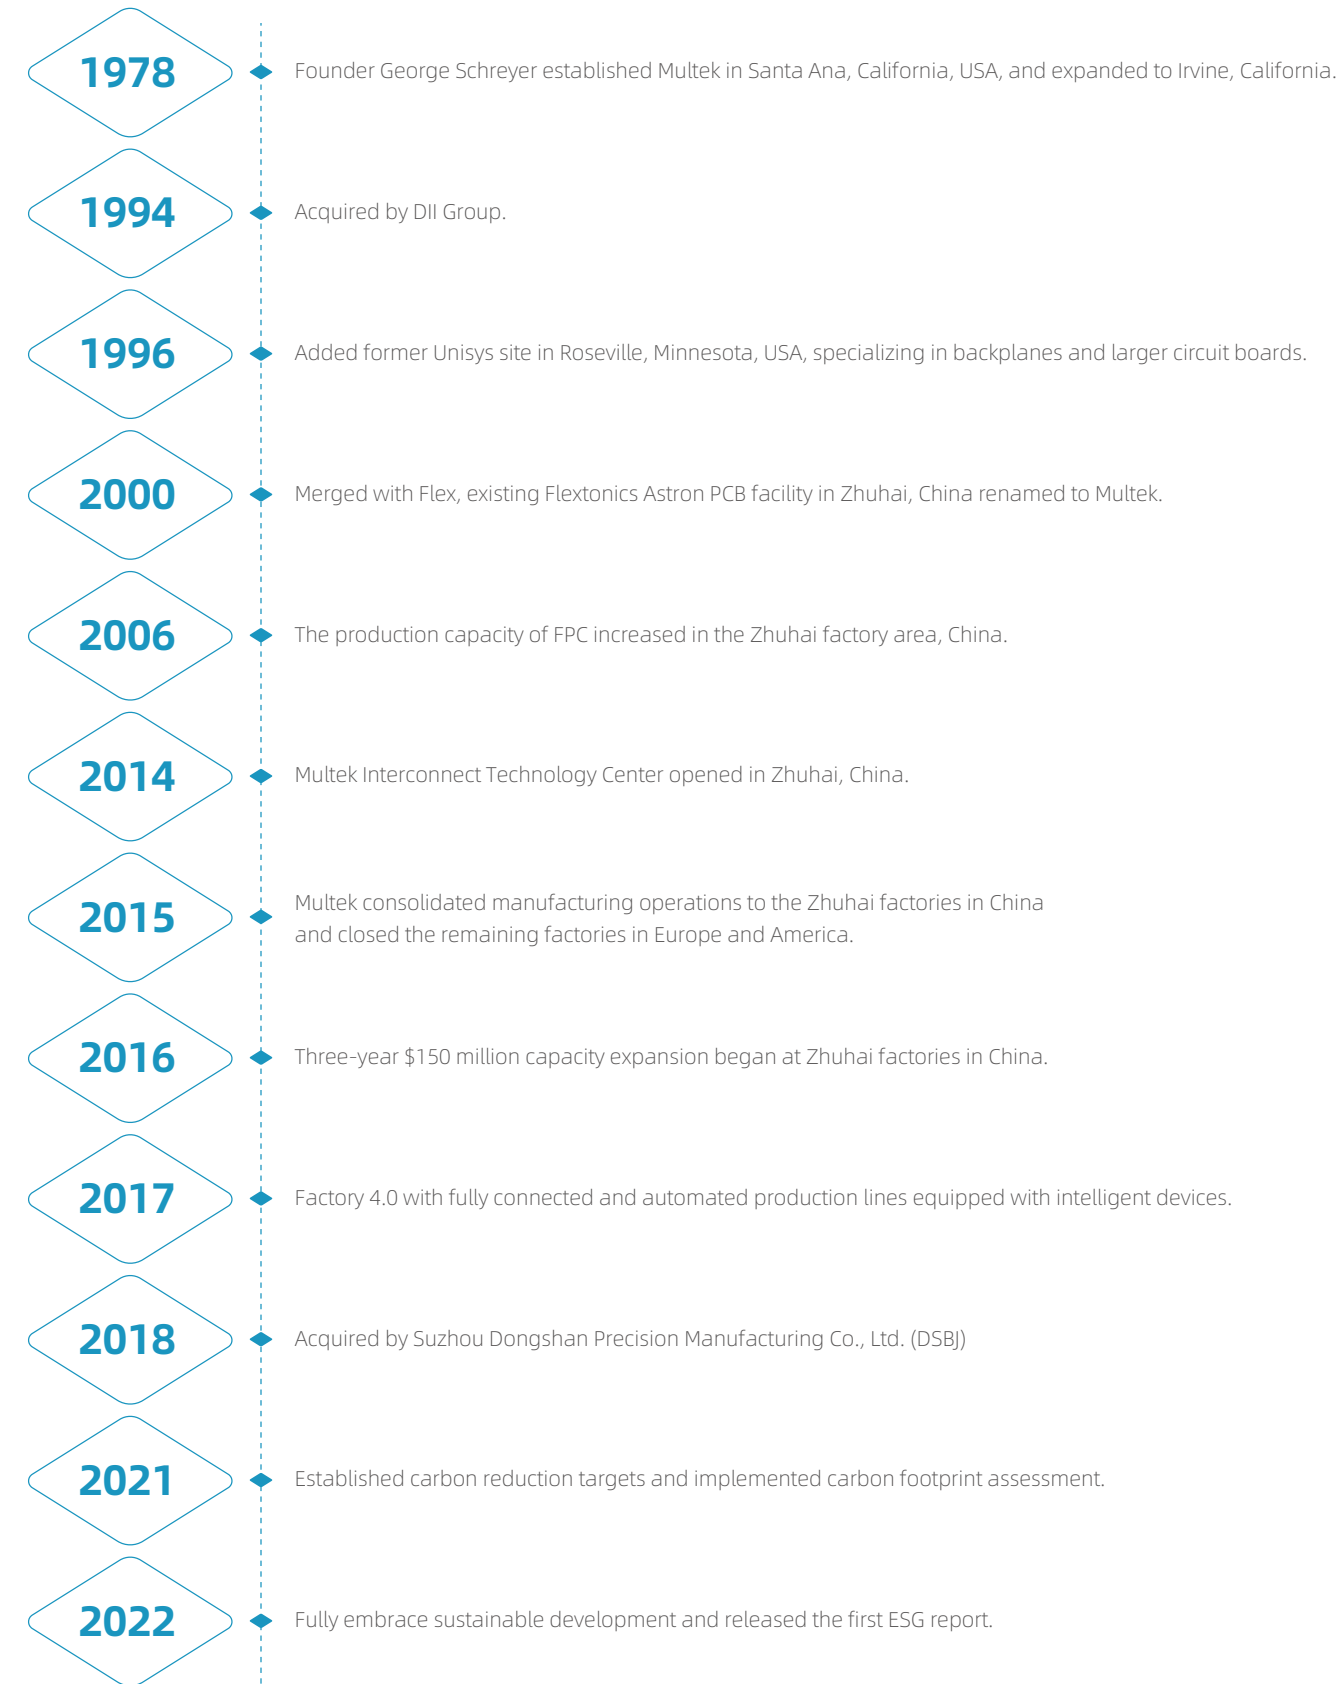 1978
Founder George Schreyer established Multek in Santa Ana, California, USA, and expanded to Irvine, California.
1994
Acquired by DII Group.
1996
Added former Unisys site in Roseville, Minnesota, USA, specializing in backplanes and larger circuit boards.
2000
Merged with Flex, existing Flextonics Astron PCB facility in Zhuhai, China renamed to Multek.
2006
The production capacity of FPC increased in the Zhuhai factory area, China.
2014
Multek Interconnect Technology Center opened in Zhuhai, China.
2015
Multek consolidated manufacturing operations to the Zhuhai factories in China
and closed the remaining factories in Europe and America.
2016
Three-year $150 million capacity expansion began at Zhuhai factories in China.
2017
Factory 4.0 with fully connected and automated production lines equipped with intelligent devices.
2018
Acquired by Suzhou Dongshan Precision Manufacturing Co., Ltd. (DSBJ)
2021
Established carbon reduction targets and implemented carbon footprint assessment.
2022
Fully embrace sustainable development and released the first ESG report.